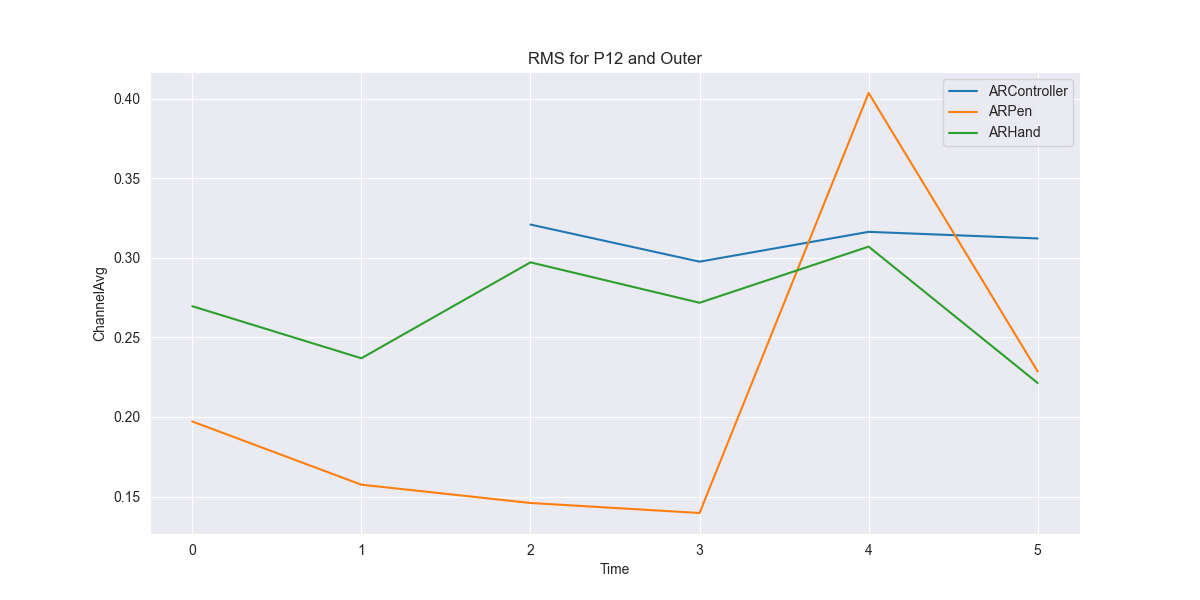 RMS for P12 and Outer
ARController
ARPen
ARHand
0.40
0.35
0.30
0.25
0.20
0.15
ChannelAvg
0 1 2 3 4 5
Time